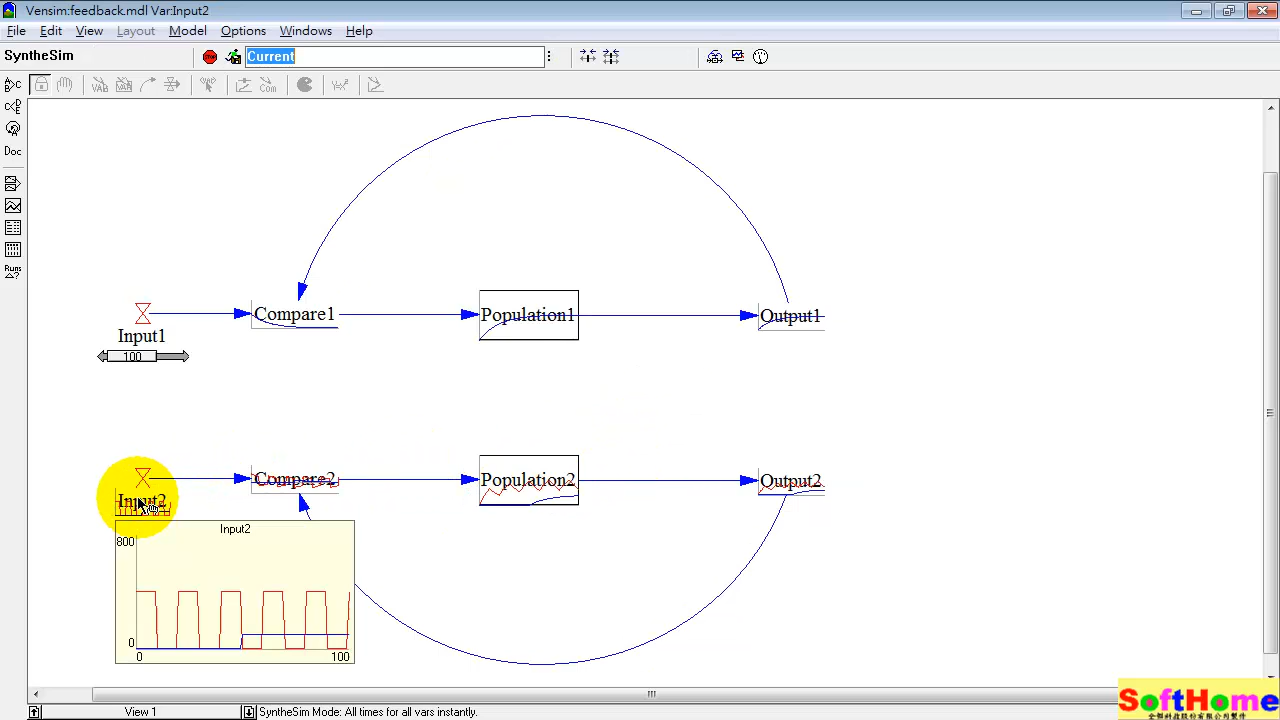 Vensim:feedback.mdl Var:Input2
File Edit View Layout Model Options Windows Help
SyntheSim
Current
Doc
Runs
Com
Compare1
Population1
Output1
Input1
100
Compare2
Population2
Output2
Input2
Input2
800
0
0 100
View 1
SyntheSim Mode: All times for all vars instantly.
SoftHome